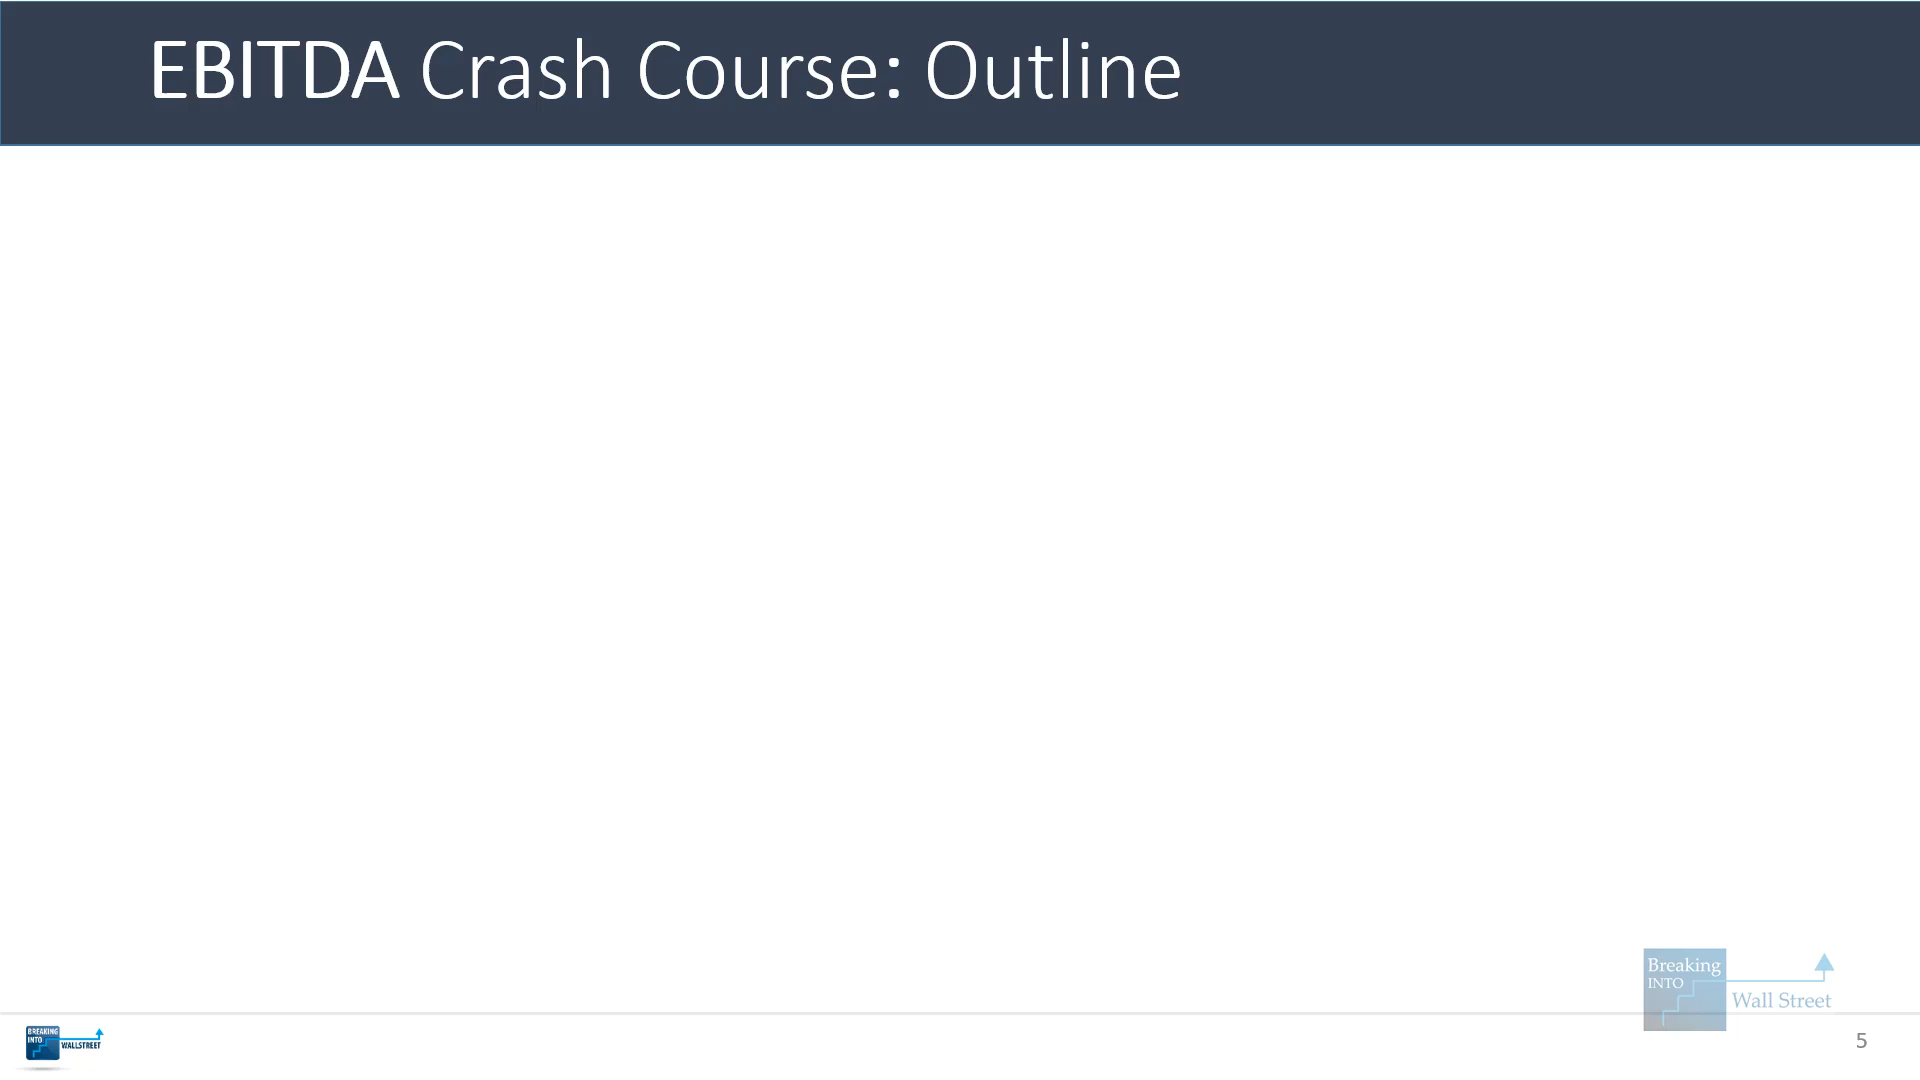 EBITDA Crash Course: Outline
Breaking
INTO
Wall Street
BREAKING
INTO
WALLSTREET
5